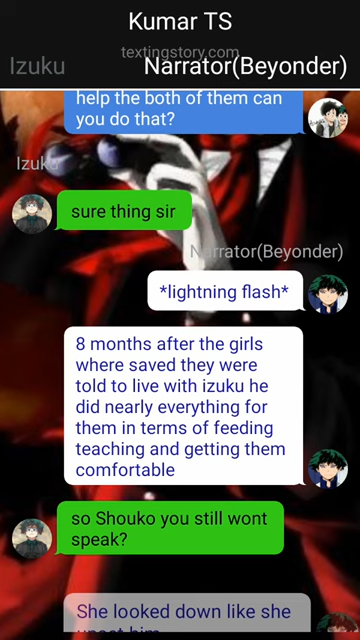 Kumar TS
textingstory.com
Izuku
Narrator(Beyonder)
help the both of them can
you do that?
Izuku
sure thing sir
Narrator(Beyonder)
*lightning flash*
8 months after the girls
where saved they were
told to live with izuku he
did nearly everything for
them in terms of feeding
teaching and getting them
comfortable
so Shouko you still wont
speak?
She looked down like she
upset him